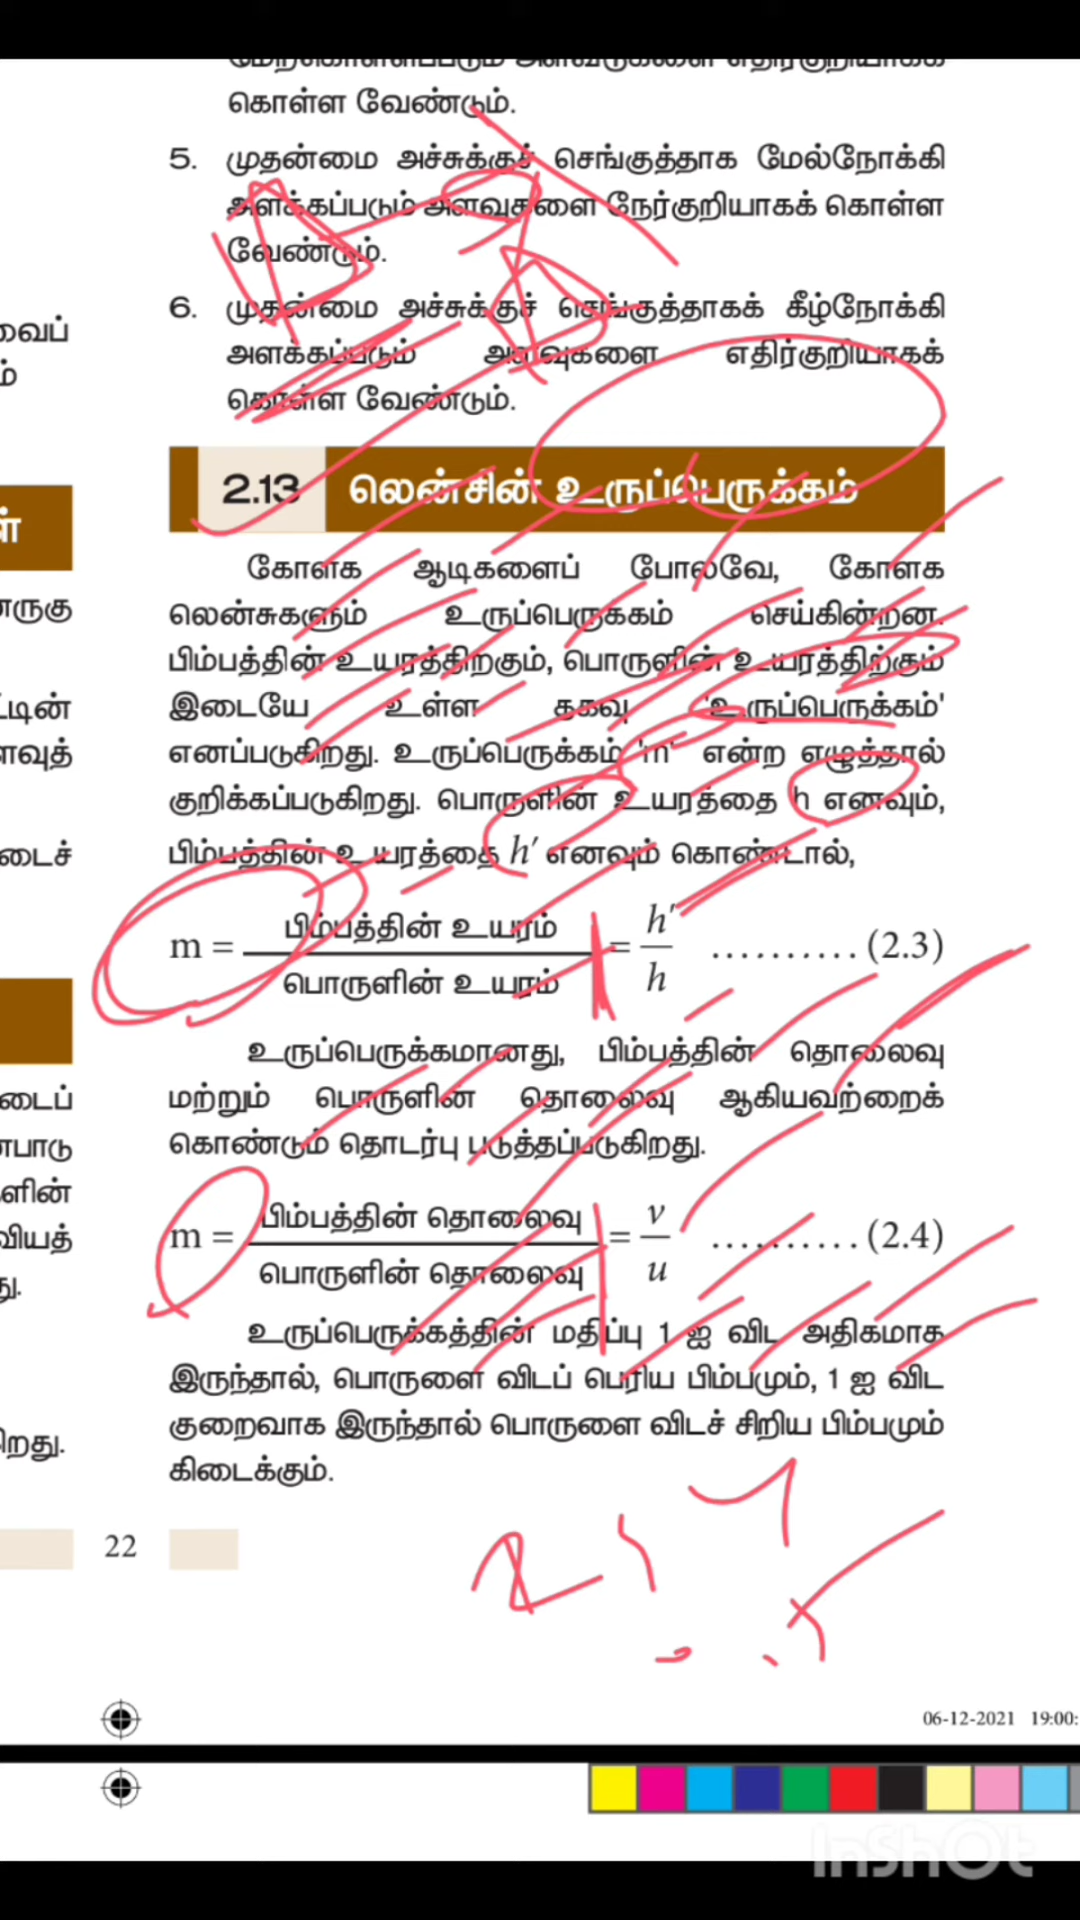 கொள்ள வேண்டும்.
5. முதன்மை அச்சுக்குச் செங்குத்தாக மேல்நோக்கி
அளக்கப்படும் அளவுகளை நேர்குறியாகக் கொள்ள
வேண்டும்.
6. முதன்மை அச்சுக்குச் செங்குத்தாகக் கீழ்நோக்கி
அளக்கப்படும் அளவுகளை எதிர்குறியாகக்
கொள்ள வேண்டும்.
2.13 லென்சின் உருப்பெருக்கம்
கோளக ஆடிகளைப் போலவே, கோளக
லென்சுகளும் உருப்பெருக்கம் செய்கின்றன.
பிம்பத்தின் உயரத்திற்கும், பொருளின் உயரத்திற்கும்
இடையே உள்ள தகவு 'உருப்பெருக்கம்'
எனப்படுகிறது. உருப்பெருக்கம் 'm' என்ற எழுத்தால்
குறிக்கப்படுகிறது. பொருளின் உயரத்தை h எனவும்,
பிம்பத்தின் உயரத்தை h′ எனவும் கொண்டால்,
m = பிம்பத்தின் உயரம் / பொருளின் உயரம் = h′ / h .......... (2.3)
உருப்பெருக்கமானது, பிம்பத்தின் தொலைவு
மற்றும் பொருளின் தொலைவு ஆகியவற்றைக்
கொண்டும் தொடர்பு படுத்தப்படுகிறது.
m = பிம்பத்தின் தொலைவு / பொருளின் தொலைவு = v / u .......... (2.4)
உருப்பெருக்கத்தின் மதிப்பு 1 ஐ விட அதிகமாக
இருந்தால், பொருளை விடப் பெரிய பிம்பமும், 1 ஐ விட
குறைவாக இருந்தால் பொருளை விடச் சிறிய பிம்பமும்
கிடைக்கும்.
22
06-12-2021 19:00:
InShOt